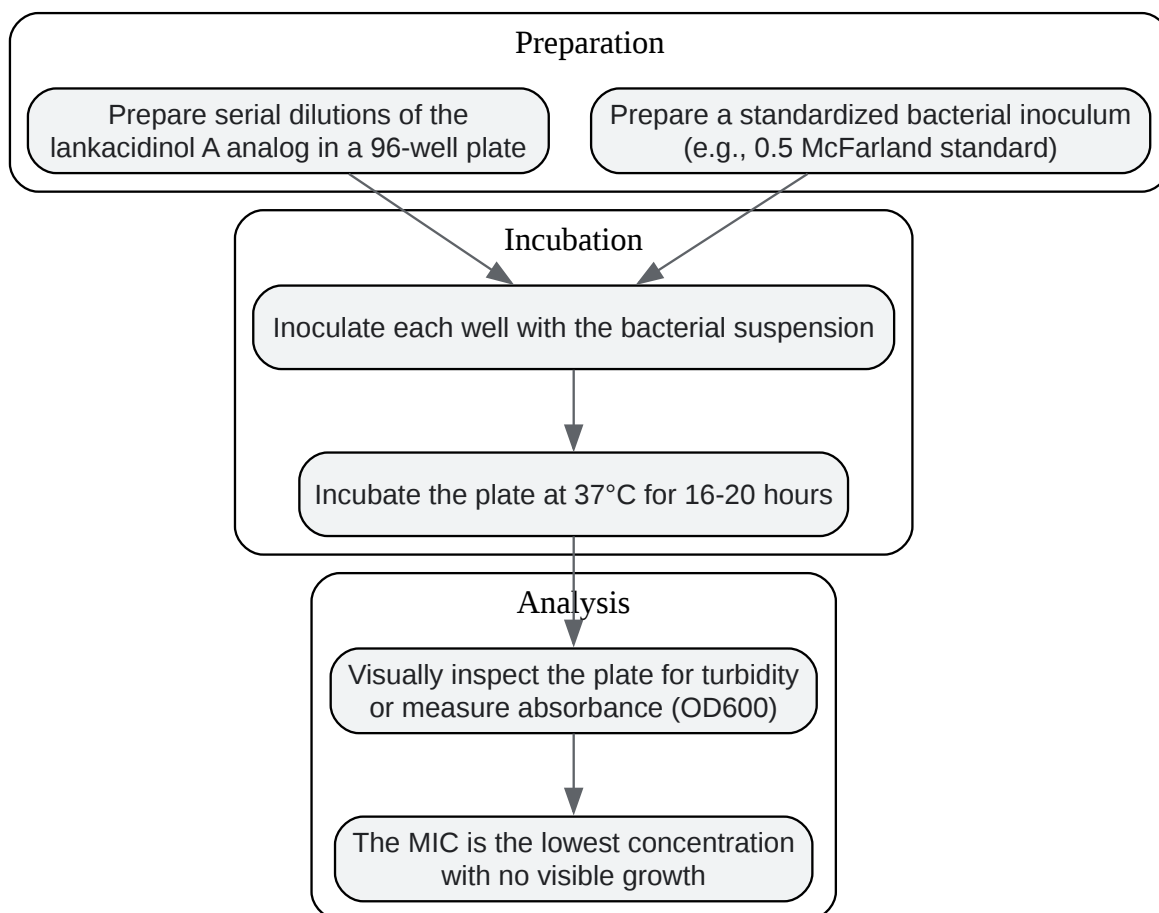 Preparation
Prepare serial dilutions of the
lankacidinol A analog in a 96-well plate
Prepare a standardized bacterial inoculum
(e.g., 0.5 McFarland standard)
Incubation
Inoculate each well with the bacterial suspension
Incubate the plate at 37°C for 16-20 hours
Analysis
Visually inspect the plate for turbidity
or measure absorbance (OD600)
The MIC is the lowest concentration
with no visible growth